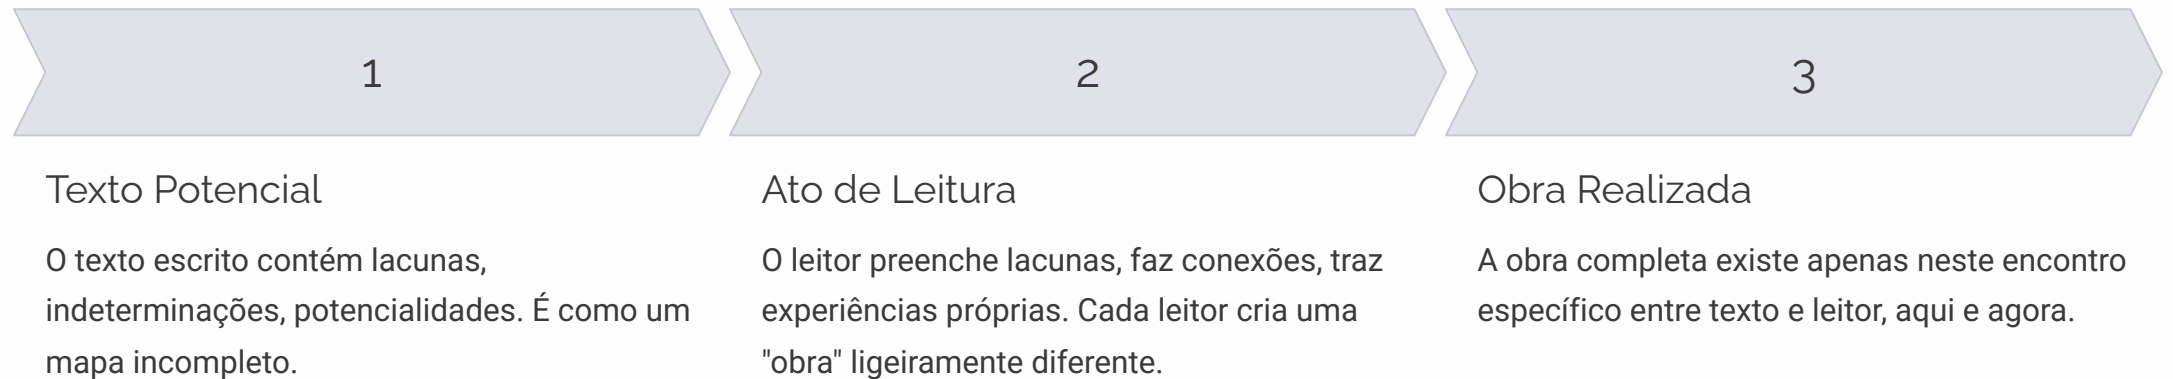 1
2
3
Texto Potencial
O texto escrito contém lacunas,
indeterminações, potencialidades. É como um
mapa incompleto.
Ato de Leitura
O leitor preenche lacunas, faz conexões, traz
experiências próprias. Cada leitor cria uma
"obra" ligeiramente diferente.
Obra Realizada
A obra completa existe apenas neste encontro
específico entre texto e leitor, aqui e agora.